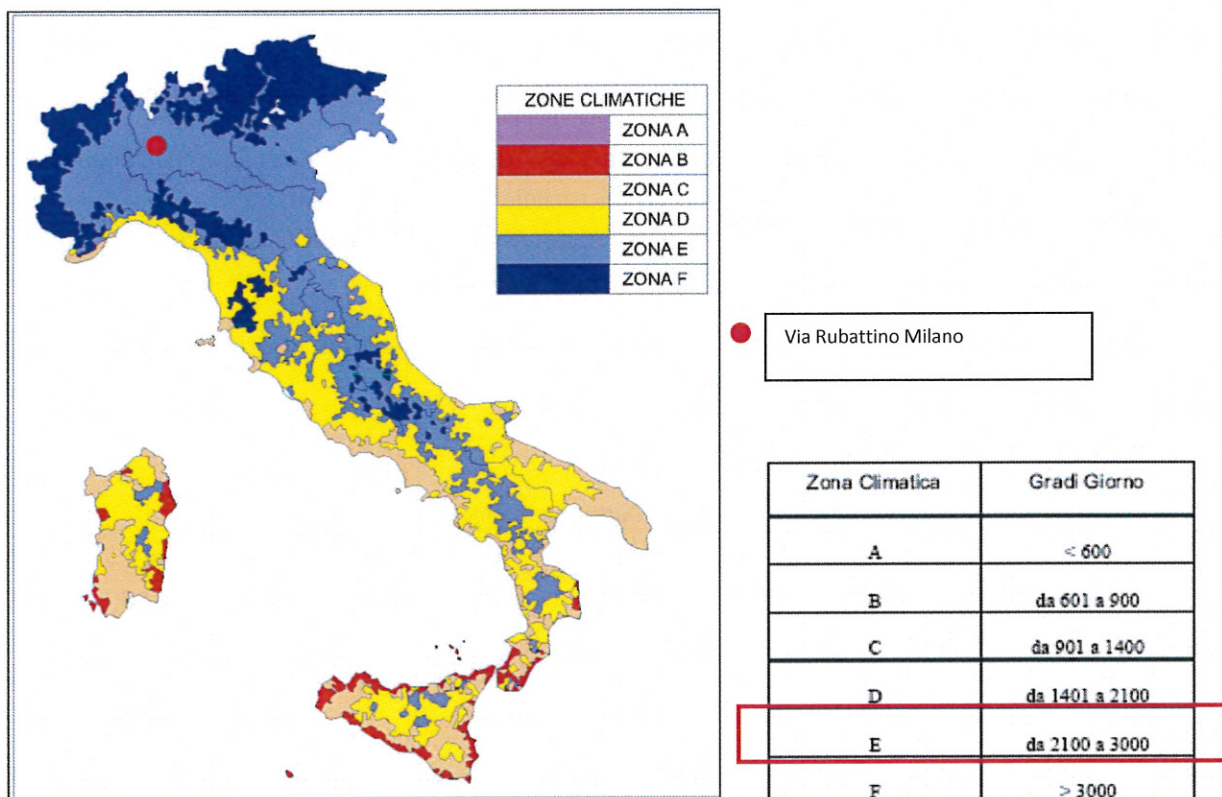 ZONE CLIMATICHE
ZONA A
ZONA B
ZONA C
ZONA D
ZONA E
ZONA F
Via Rubattino Milano
Zona Climatica Gradi Giorno
A < 600
B da 601 a 900
C da 901 a 1400
D da 1401 a 2100
E da 2100 a 3000
F > 3000